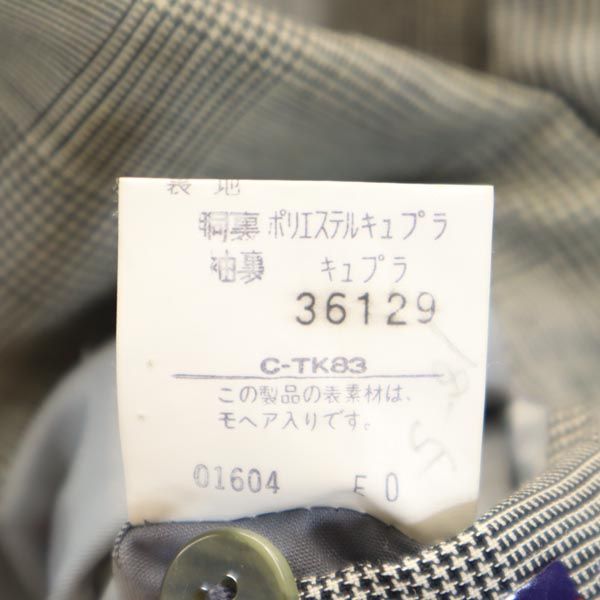 裏地
胴裏 ポリエステルキュプラ
袖裏 キュプラ
36129
C-TK83
この製品の表素材は、
モヘア入りです。
01604 E 0